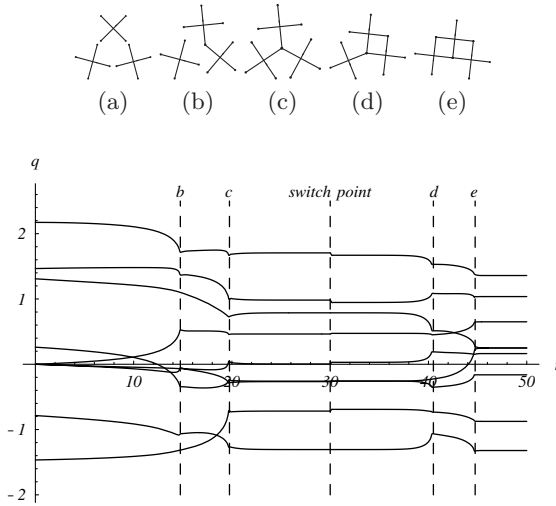 (a) (b) (c) (d) (e)
q
b c switch point d e
2
1
10 20 30 40 50
t
- 1
- 2